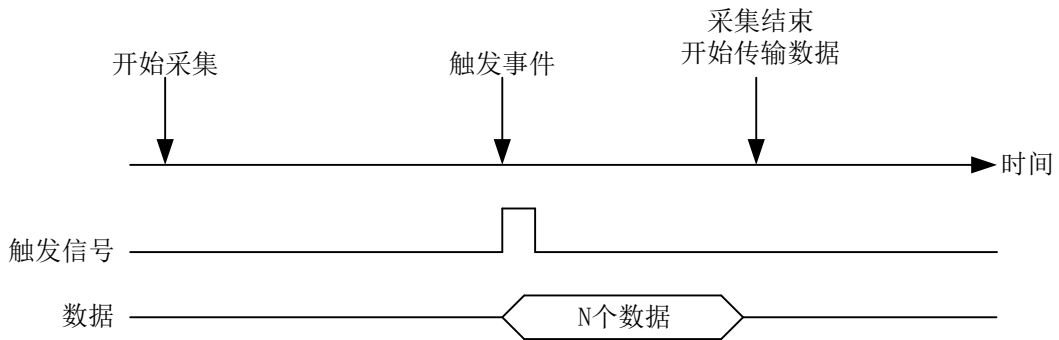 采集结束
开始传输数据
开始采集
触发事件
时间
触发信号
数据
N个数据